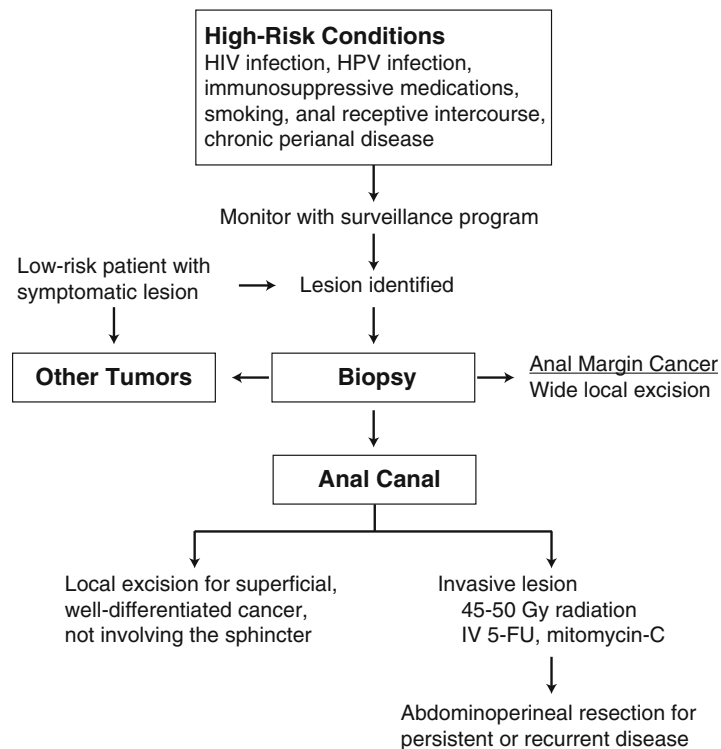 High-Risk Conditions
HIV infection, HPV infection,
immunosuppressive medications,
smoking, anal receptive intercourse,
chronic perianal disease
Monitor with surveillance program
Low-risk patient with
symptomatic lesion
Lesion identified
Other Tumors
Biopsy
Anal Margin Cancer
Wide local excision
Anal Canal
Local excision for superficial,
well-differentiated cancer,
not involving the sphincter
Invasive lesion
45-50 Gy radiation
IV 5-FU, mitomycin-C
Abdominoperineal resection for
persistent or recurrent disease